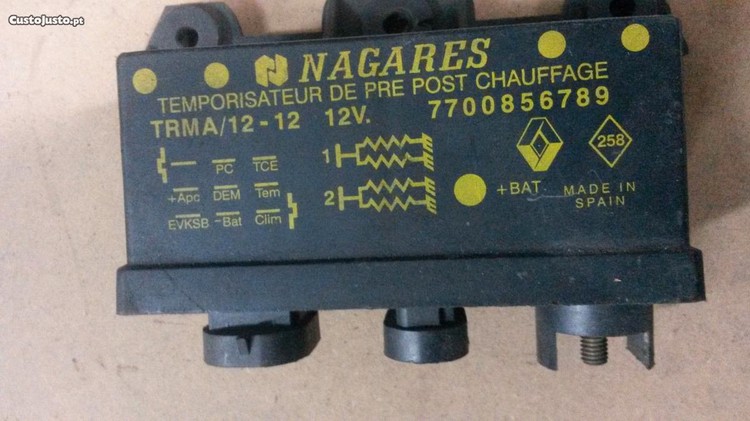 CustoJusto.pt
NAGARES
TEMPORISATEUR DE PRE POST CHAUFFAGE
TRMA/12-12 12V. 7700856789
PC TCE
+Apc DEM Tem
EVKSB -Bat Clim
1
2
+BAT
258
MADE IN
SPAIN